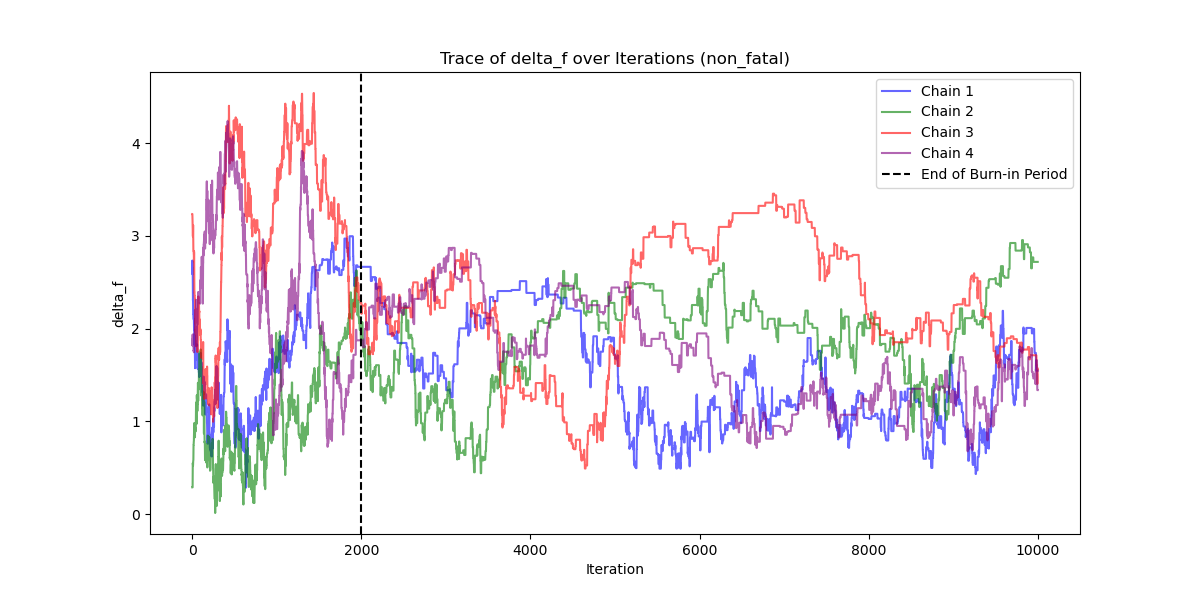 Trace of delta_f over Iterations (non_fatal)
Chain 1
Chain 2
Chain 3
Chain 4
End of Burn-in Period
4
3
2
1
0
delta_f
0
2000
4000
6000
8000
10000
Iteration